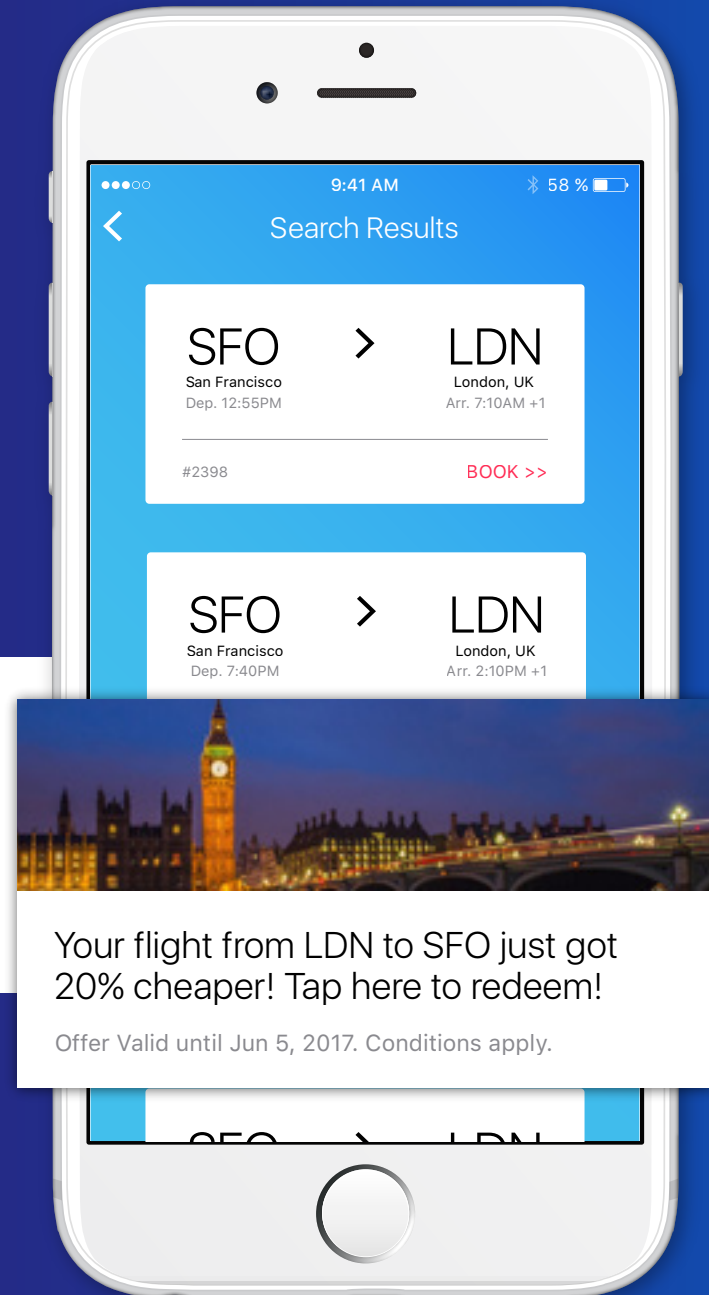 9:41 AM
58 %
Search Results
SFO > LDN
San Francisco London, UK
Dep. 12:55PM Arr. 7:10AM +1
#2398 BOOK >>
SFO > LDN
San Francisco London, UK
Dep. 7:40PM Arr. 2:10PM +1
Your flight from LDN to SFO just got
20% cheaper! Tap here to redeem!
Offer Valid until Jun 5, 2017. Conditions apply.